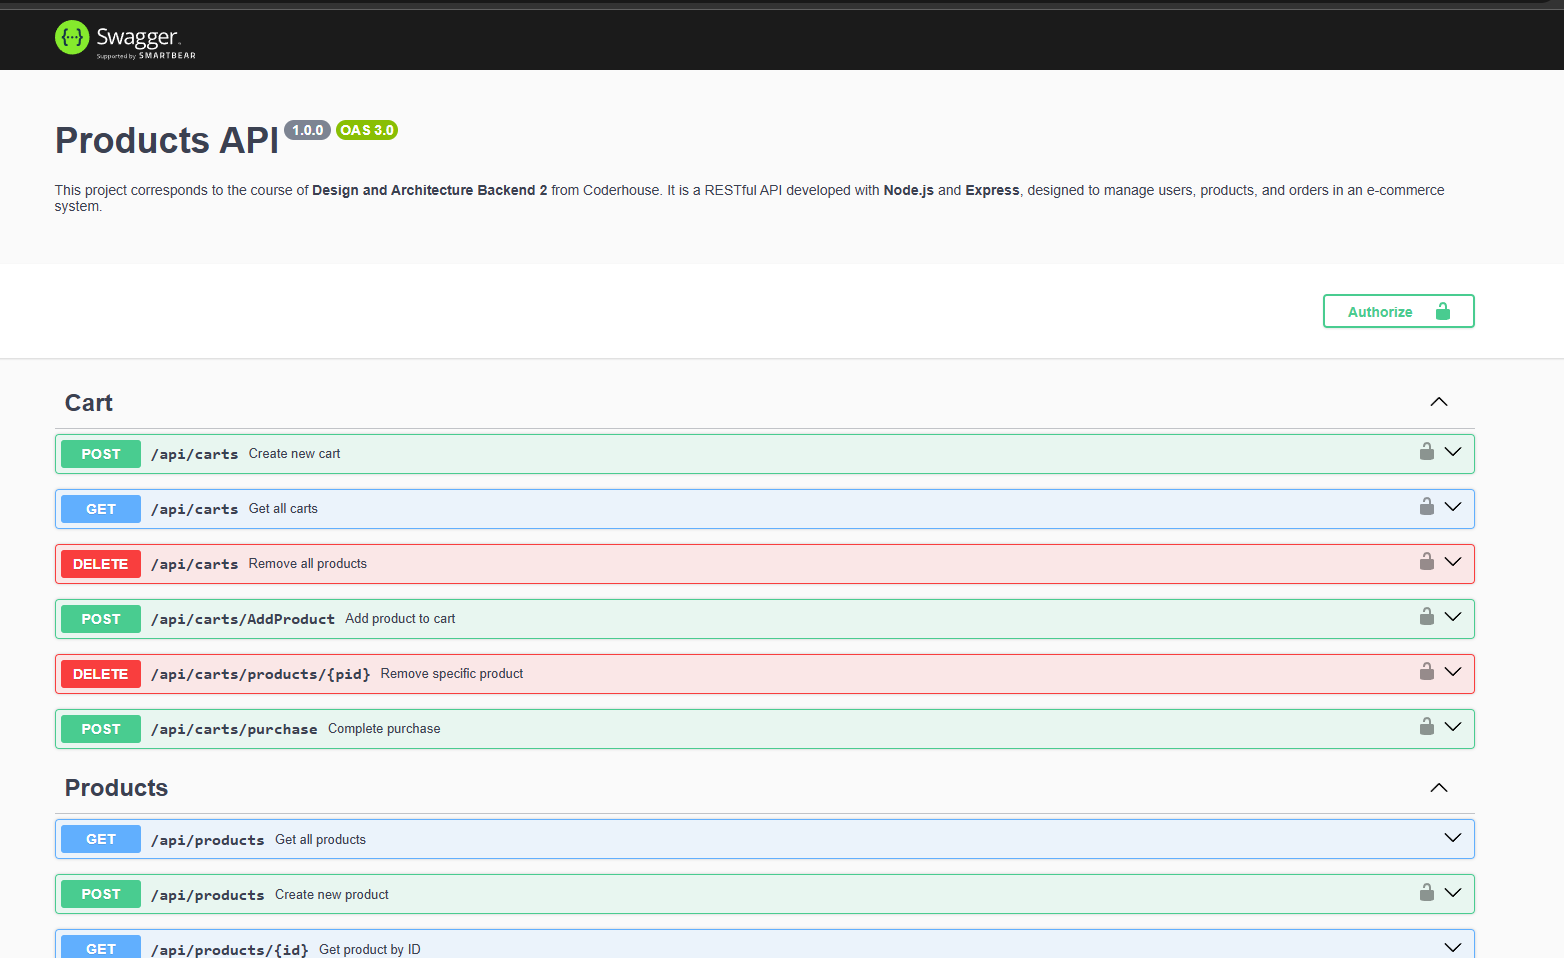 {···} Swagger™
Supported by SMARTBEAR
Products API 1.0.0 OAS 3.0
This project corresponds to the course of Design and Architecture Backend 2 from Coderhouse. It is a RESTful API developed with Node.js and Express, designed to manage users, products, and orders in an e-commerce
system.
Authorize
Cart
POST /api/carts Create new cart
GET /api/carts Get all carts
DELETE /api/carts Remove all products
POST /api/carts/AddProduct Add product to cart
DELETE /api/carts/products/{pid} Remove specific product
POST /api/carts/purchase Complete purchase
Products
GET /api/products Get all products
POST /api/products Create new product
GET /api/products/{id} Get product by ID